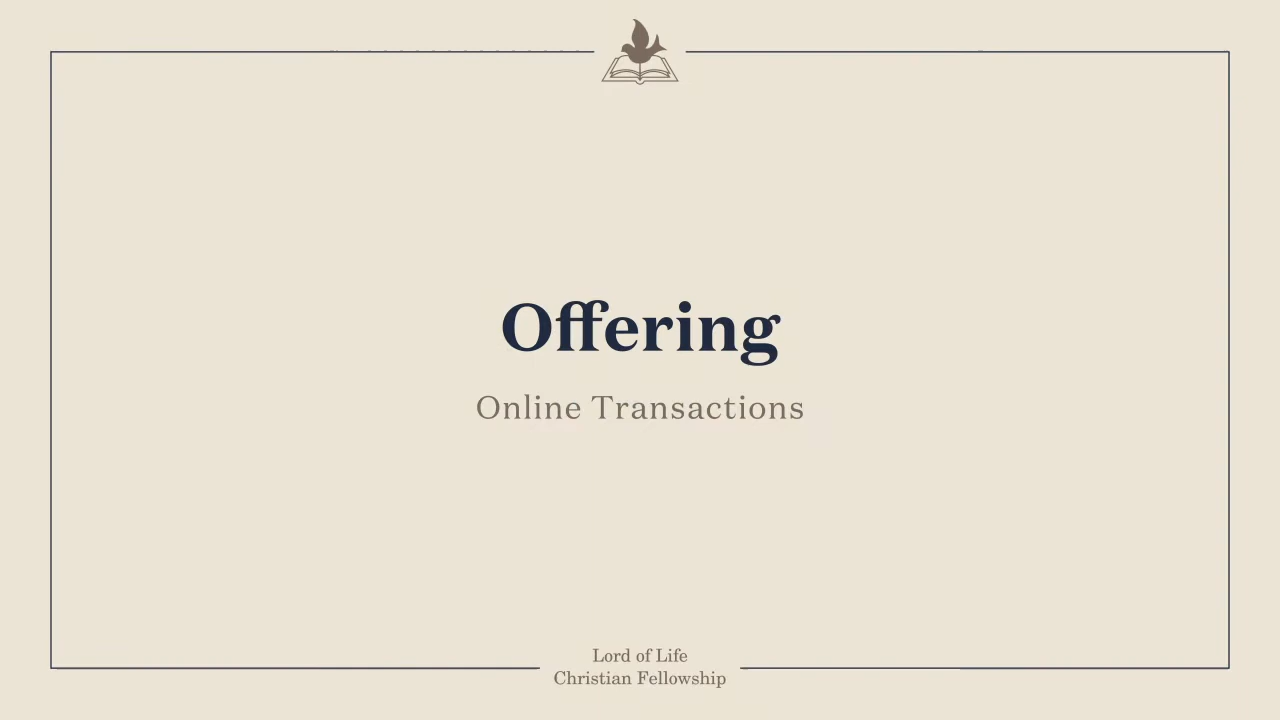 Offering
Online Transactions
Lord of Life
Christian Fellowship